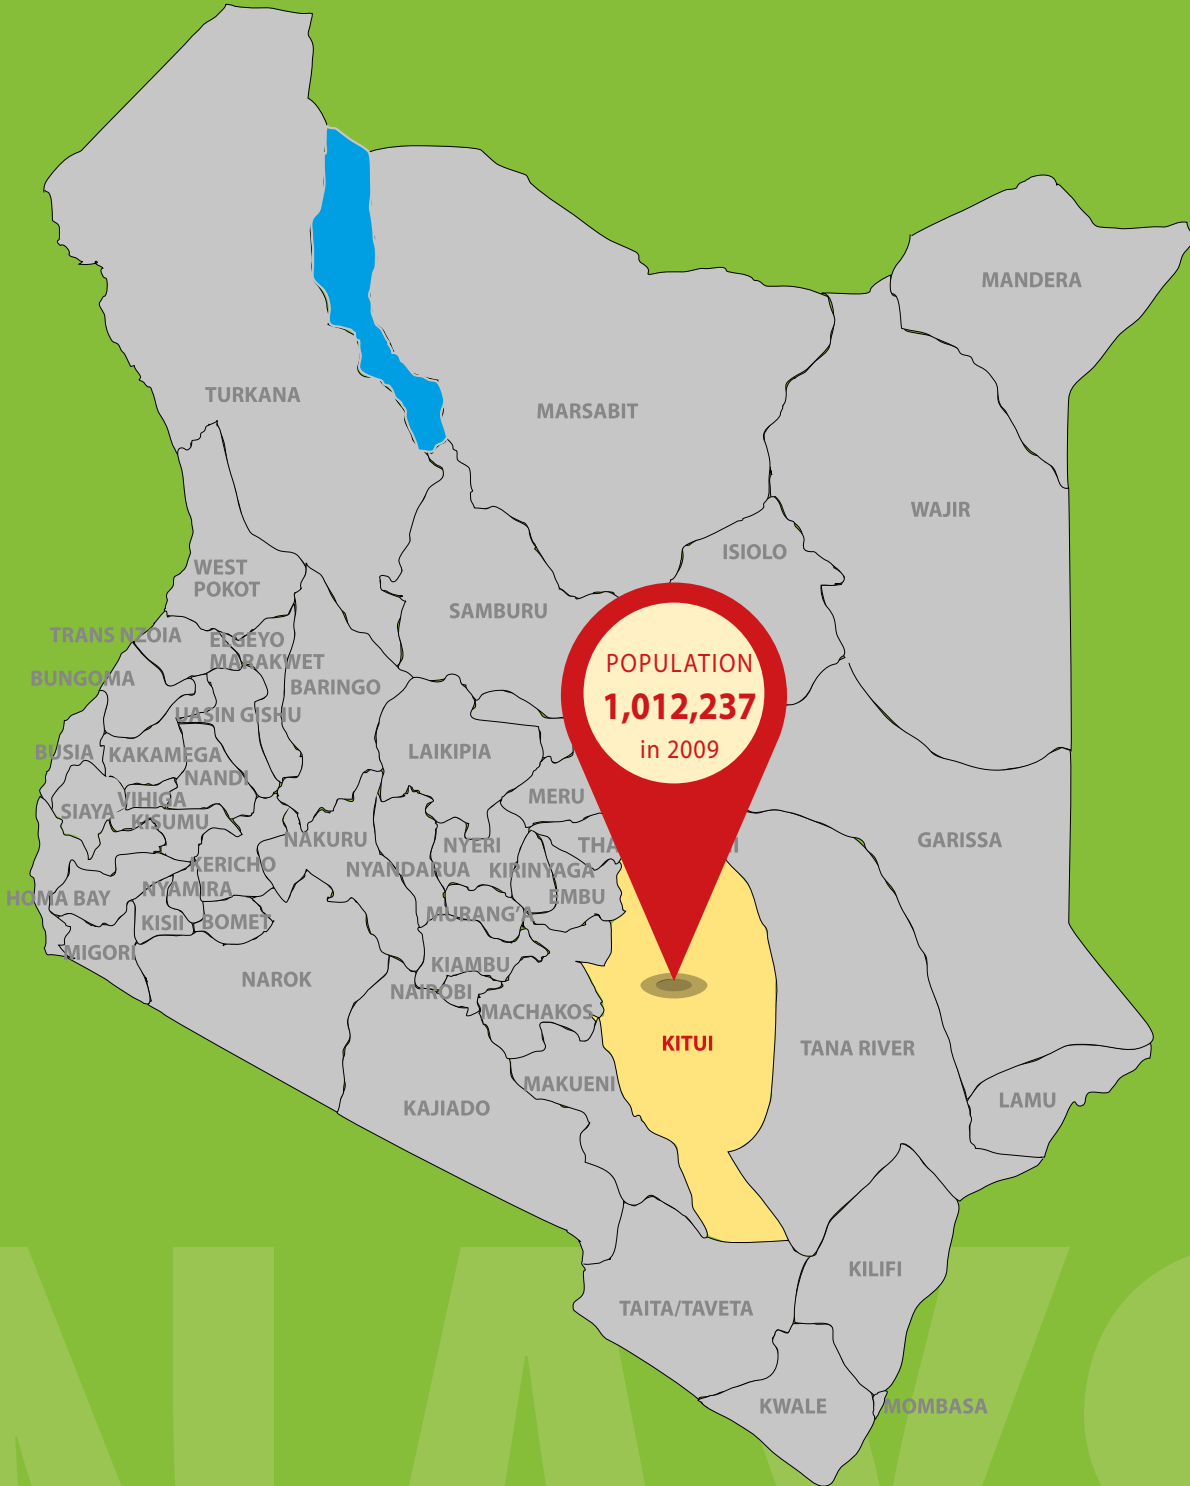 MANDERA
TURKANA
MARSABIT
WAJIR
ISIOLO
WEST
POKOT
SAMBURU
TRANS NZOIA
ELGEYO
MARAKWET
BUNGOMA
BARINGO
POPULATION
1,012,237
in 2009
UASIN GISHU
BUSIA
KAKAMEGA
LAIKIPIA
NANDI
VIHIGA
MERU
SIAYA
KISUMU
NAKURU
NYERI
THA
GARISSA
KERICHO
NYANDARUA
KIRINYAGA
NYAMIRA
HOMA BAY
EMBU
MURANG'A
KISII
BOMET
MIGORI
NAROK
KIAMBU
NAIROBI
MACHAKOS
KITUI
TANA RIVER
MAKUENI
KAJIADO
LAMU
KILIFI
TAITA/TAVETA
KWALE
MOMBASA